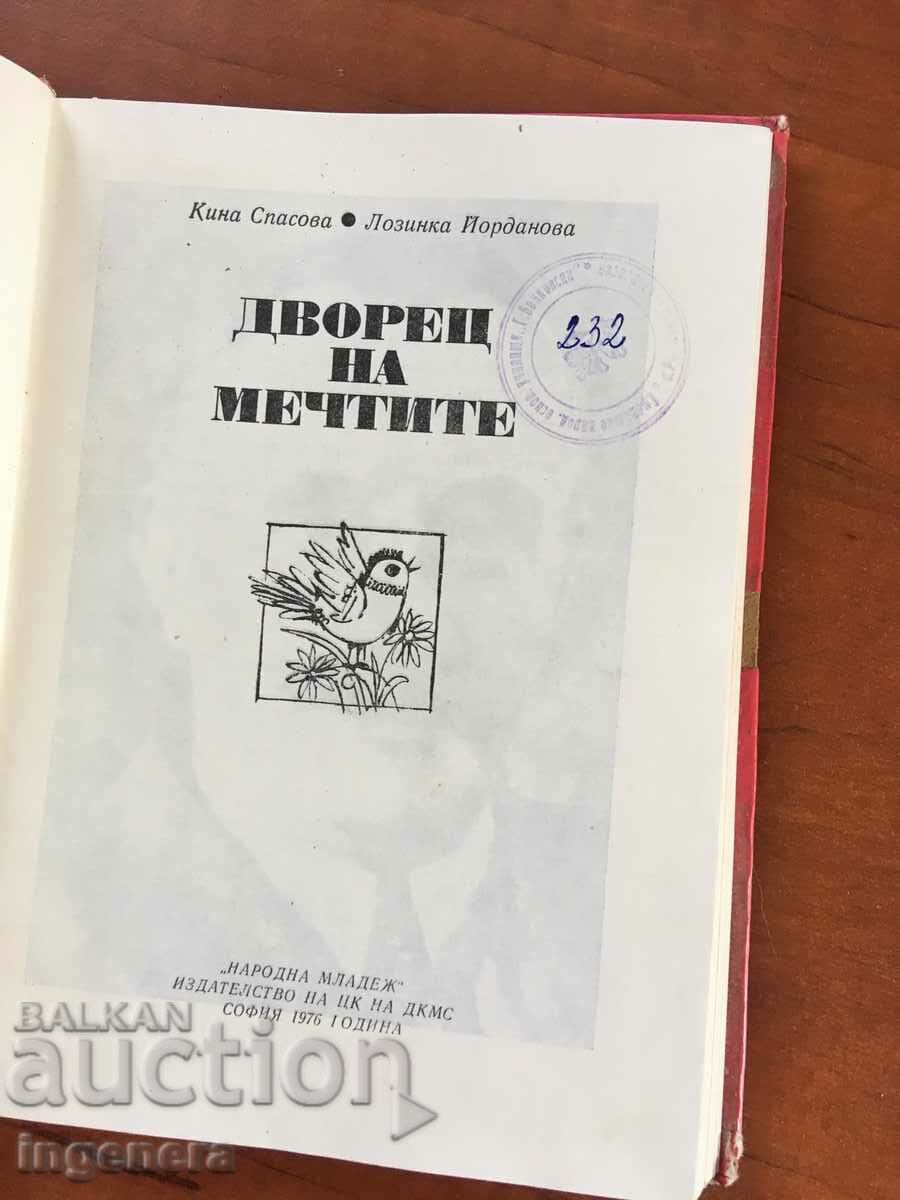 Кина Спасова ● Лозинка Йорданова
ДВОРЕЦ
НА
МЕЧТИТЕ
232
„НАРОДНА МЛАДЕЖ“
ИЗДАТЕЛСТВО НА ЦК НА ДКМС
СОФИЯ 1976 ГОДИНА
BALKAN
auction
ingenera